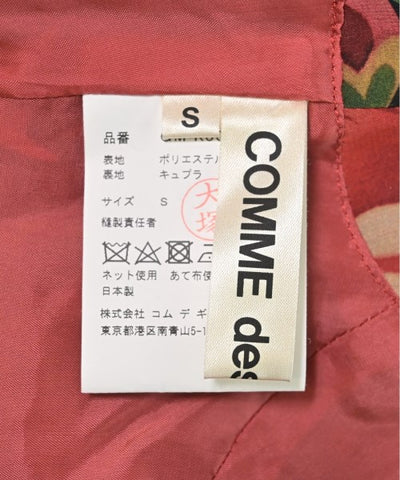 S
COMME des
品番
表地 ポリエステル
裏地 キュプラ
サイズ S
縫製責任者
大塚
ネット使用 あて布使
日本製
株式会社 コム デ ギ
東京都港区南青山5-1